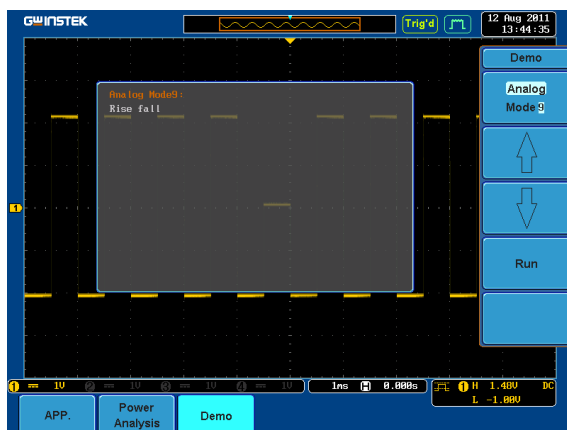 GWINSTEK
Trig'd
12 Aug 2011
13:44:35
Demo
Analog
Mode 9
Analog Mode9:
Rise fall
1
Run
1 1V 2 1V 3 1V 4 1V
1ms H 0.000s
1 H 1.48V DC
L -1.00V
APP.
Power
Analysis
Demo